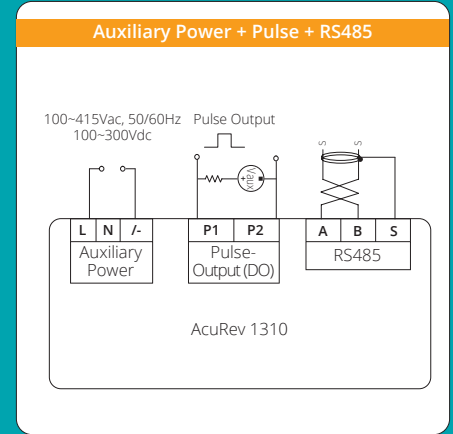 Auxiliary Power + Pulse + RS485
100~415Vac, 50/60Hz
100~300Vdc
Pulse Output
S S
+ Vaux
L N /- P1 P2 A B S
Auxiliary
Power
Pulse-
Output (DO)
RS485
AcuRev 1310